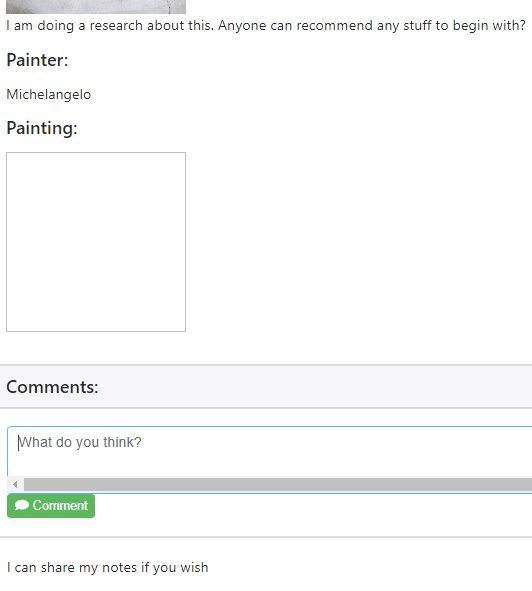 I am doing a research about this. Anyone can recommend any stuff to begin with?
Painter:
Michelangelo
Painting:
Comments:
What do you think?
Comment
I can share my notes if you wish